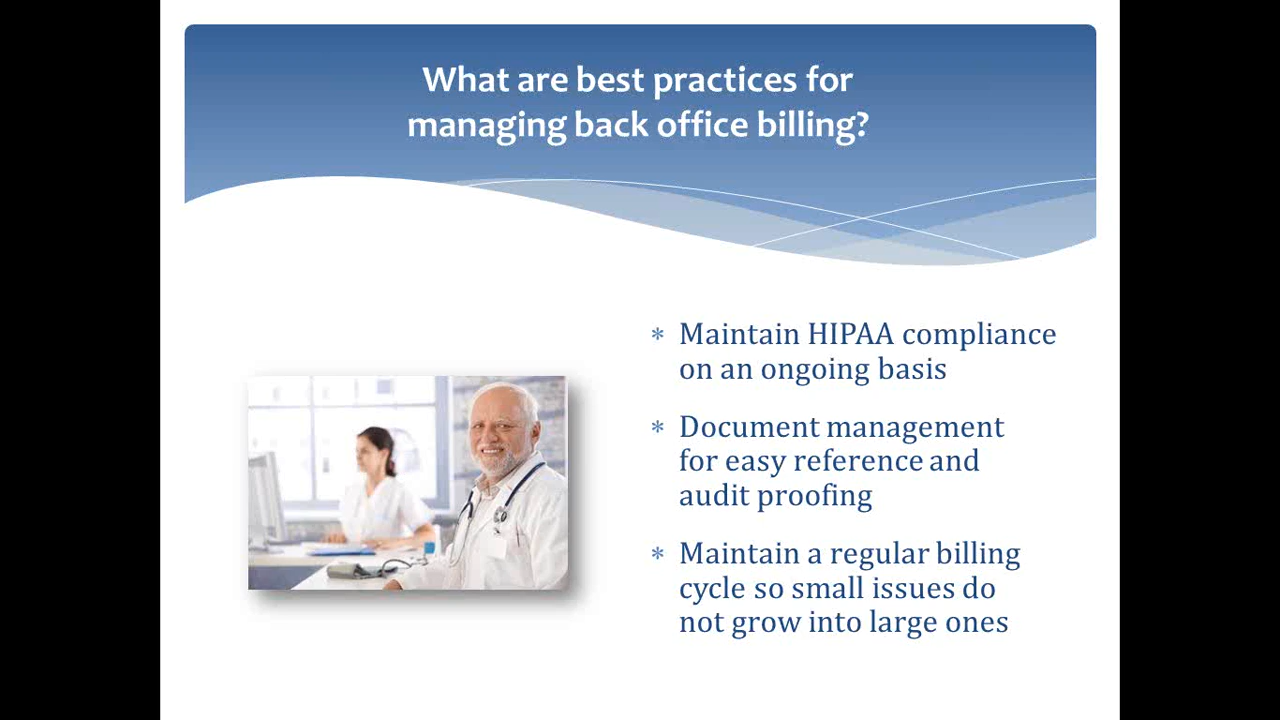 What are best practices for
managing back office billing?
* Maintain HIPAA compliance
on an ongoing basis
* Document management
for easy reference and
audit proofing
* Maintain a regular billing
cycle so small issues do
not grow into large ones